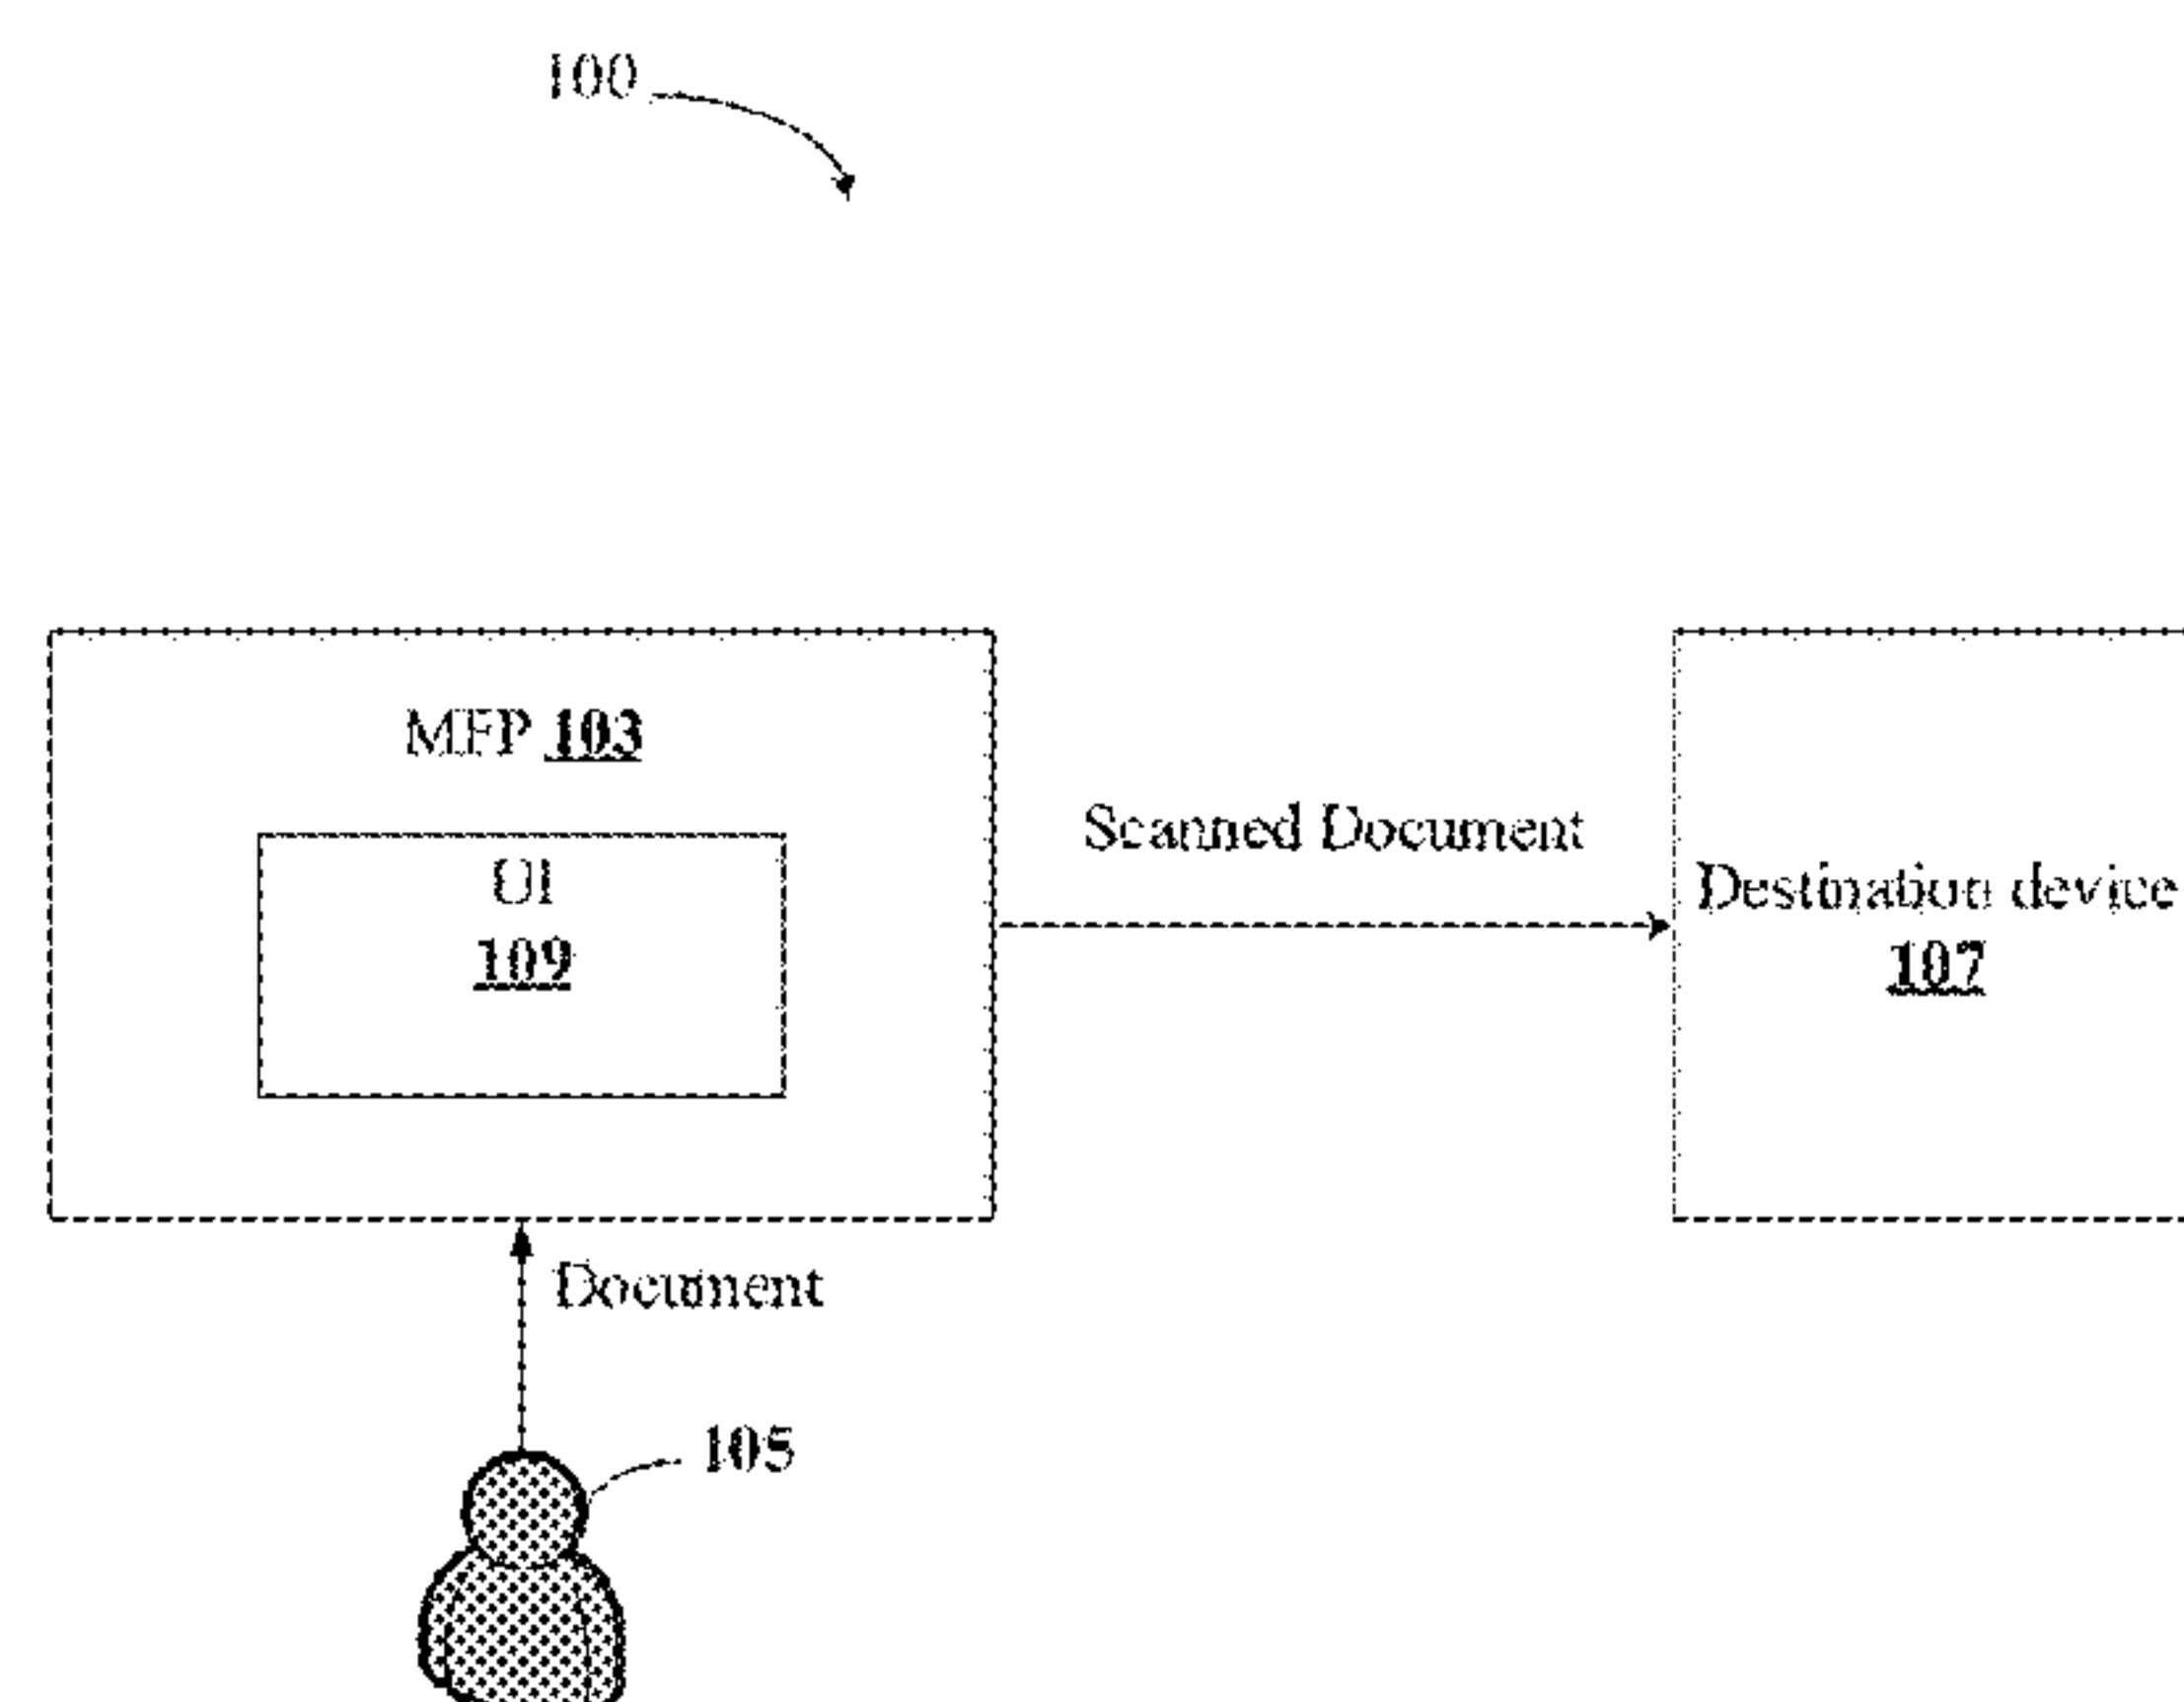 100
MFP 103
UI
109
Scanned Document
Destination device
107
Document
105